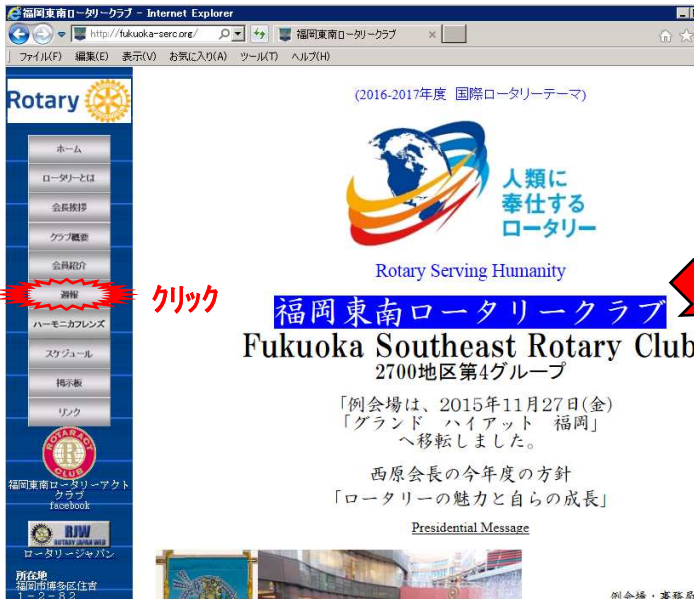 福岡東南ロータリークラブ - Internet Explorer
http://fukuoka-serc.org/
福岡東南ロータリークラブ
ファイル(F) 編集(E) 表示(V) お気に入り(A) ツール(T) ヘルプ(H)
Rotary
ホーム
ロータリーとは
会長挨拶
クラブ概要
会員紹介
週報
クリック
ハーモニカフレンズ
スケジュール
掲示板
リンク
ROTARACT
R
CLUB
福岡東南ロータリーアクト
クラブ
facebook
RJW
ROTARY JAPAN WEB
ロータリージャパン
所在地
福岡市博多区住吉
1-2-82
(2016-2017年度 国際ロータリーテーマ)
人類に
奉仕する
ロータリー
Rotary Serving Humanity
福岡東南ロータリークラブ
Fukuoka Southeast Rotary Club
2700地区第4グループ
「例会場は、2015年11月27日(金)
「グランド ハイアット 福岡」
へ移転しました。
西原会長の今年度の方針
「ロータリーの魅力と自らの成長」
Presidential Message
例会場・事務局